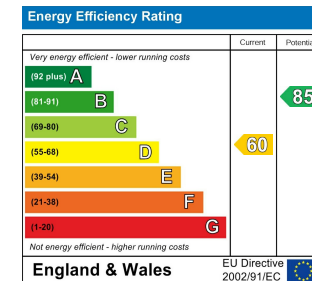 Energy Efficiency Rating
Current Potentia
Very energy efficient - lower running costs
(92 plus) A
(81-91) B
85
(69-80) C
(55-68) D
60
(39-54) E
(21-38) F
(1-20) G
Not energy efficient - higher running costs
England & Wales
EU Directive
2002/91/EC